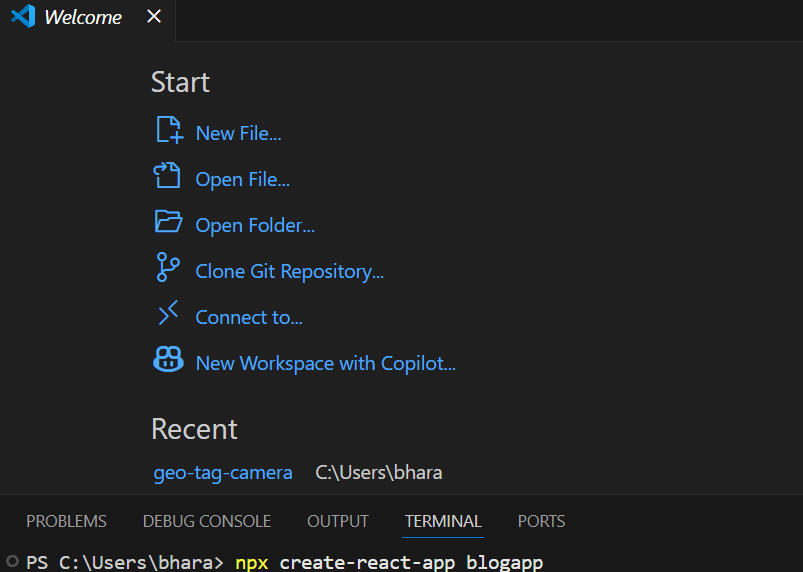 Welcome
Start
New File...
Open File...
Open Folder...
Clone Git Repository...
Connect to...
New Workspace with Copilot...
Recent
geo-tag-camera C:\Users\bhara
PROBLEMS DEBUG CONSOLE OUTPUT TERMINAL PORTS
PS C:\Users\bhara> npx create-react-app blogapp